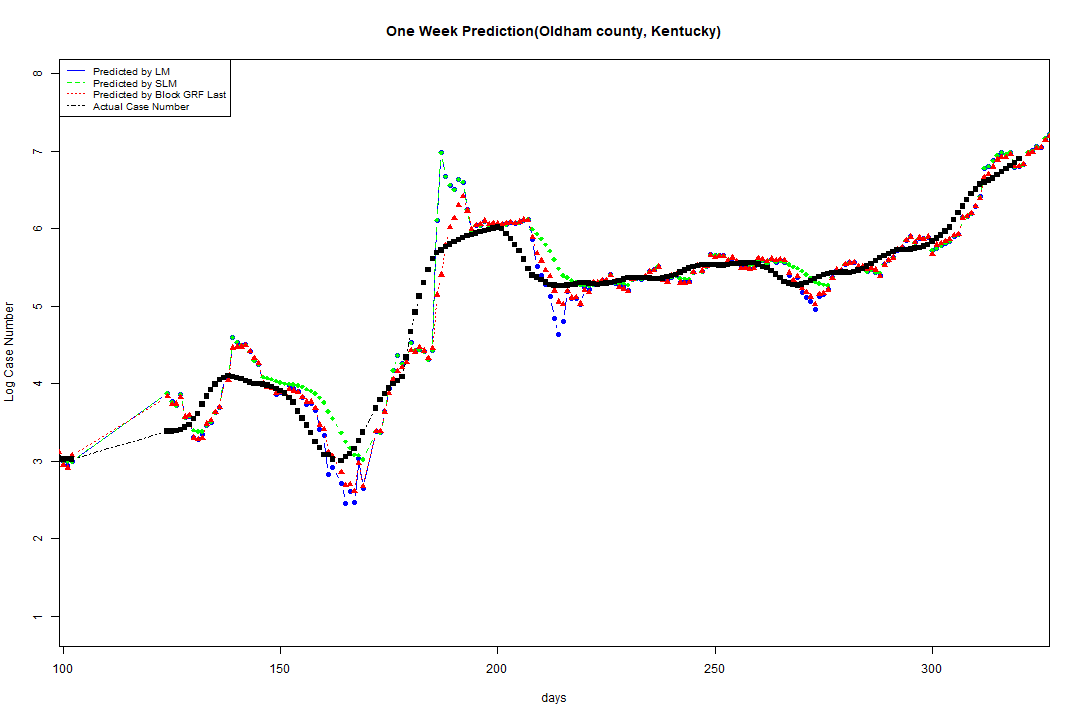 One Week Prediction(Oldham county, Kentucky)
Predicted by LM
Predicted by SLM
Predicted by Block GRF Last
Actual Case Number
8
7
6
5
4
3
2
1
Log Case Number
100 150 200 250 300
days